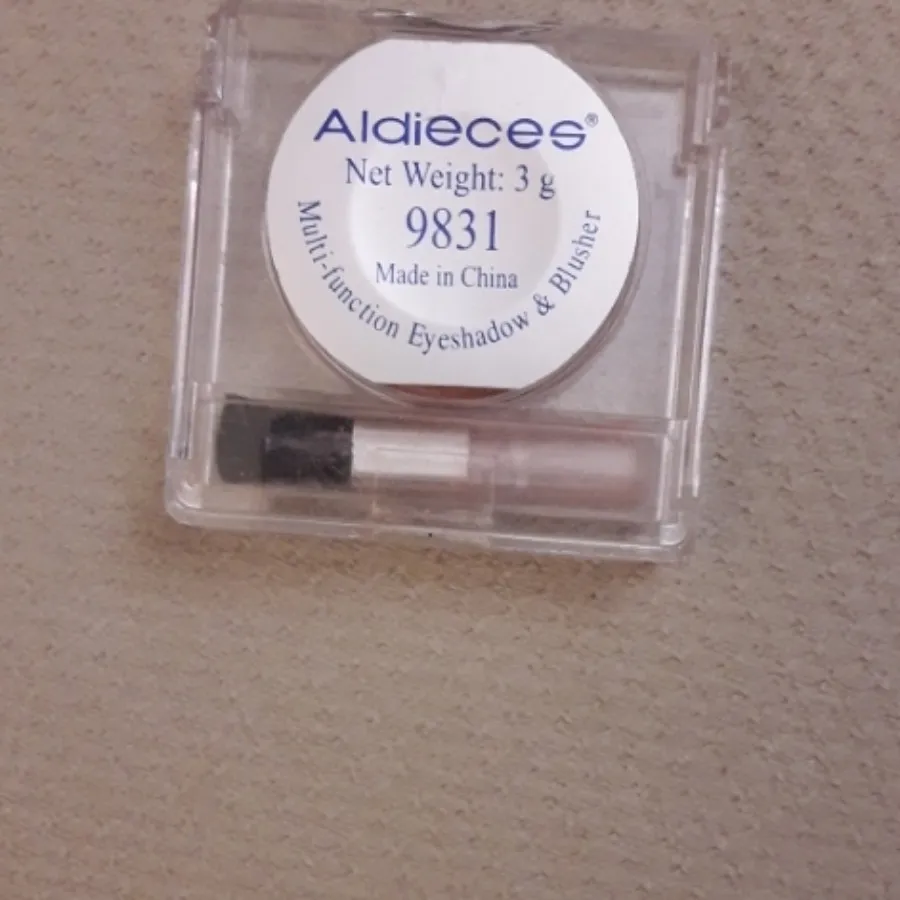 Aldieces®
Net Weight: 3 g
9831
Made in China
Multi-function Eyeshadow & Blusher